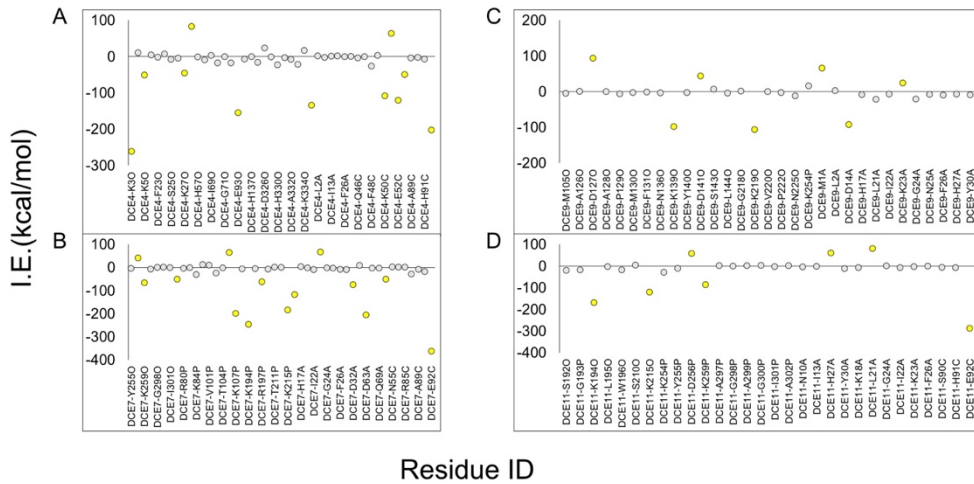 A
100
0
-100
-200
-300
DCE4-K3O
DCE4-K5O
DCE4-F23O
DCE4-S25O
DCE4-K27O
DCE4-H57O
DCE4-I69O
DCE4-G71O
DCE4-E93O
DCE4-H137O
DCE4-D326O
DCE4-H330O
DCE4-A332O
DCE4-K334O
DCE4-L2A
DCE4-I13A
DCE4-F26A
DCE4-Q46C
DCE4-F48C
DCE4-K50C
DCE4-E52C
DCE4-A89C
DCE4-H91C
C
200
100
0
-100
-200
DCE9-M105O
DCE9-A126O
DCE9-D127O
DCE9-A128O
DCE9-P129O
DCE9-M130O
DCE9-F131O
DCE9-N136O
DCE9-K139O
DCE9-Y140O
DCE9-D141O
DCE9-S143O
DCE9-L144O
DCE9-G218O
DCE9-K219O
DCE9-V220O
DCE9-P222O
DCE9-N225O
DCE9-K254P
DCE9-M1A
DCE9-L2A
DCE9-D14A
DCE9-H17A
DCE9-L21A
DCE9-I22A
DCE9-K23A
DCE9-G24A
DCE9-N25A
DCE9-F26A
DCE9-H27A
DCE9-Y30A
I.E.(kcal/mol)
B
100
0
-100
-200
-300
-400
DCE7-Y255O
DCE7-K259O
DCE7-G298O
DCE7-I301O
DCE7-R80P
DCE7-K84P
DCE7-V101P
DCE7-T104P
DCE7-K107P
DCE7-K194P
DCE7-R197P
DCE7-T211P
DCE7-K215P
DCE7-H17A
DCE7-I22A
DCE7-G24A
DCE7-F26A
DCE7-D32A
DCE7-D63A
DCE7-Q69A
DCE7-N55C
DCE7-R85C
DCE7-A89C
DCE7-E92C
D
100
0
-100
-200
-300
-400
DCE11-S192O
DCE11-G193P
DCE11-K194O
DCE11-L195O
DCE11-W196O
DCE11-S210C
DCE11-K215O
DCE11-K254P
DCE11-Y255P
DCE11-D256P
DCE11-K259P
DCE11-A297P
DCE11-G298P
DCE11-A299P
DCE11-G300P
DCE11-I301P
DCE11-A302P
DCE11-N10A
DCE11-I13A
DCE11-H27A
DCE11-Y30A
DCE11-K18A
DCE11-L21A
DCE11-I22A
DCE11-K23A
DCE11-G24A
DCE11-F26A
DCE11-S90C
DCE11-H91C
DCE11-E92C
Residue ID